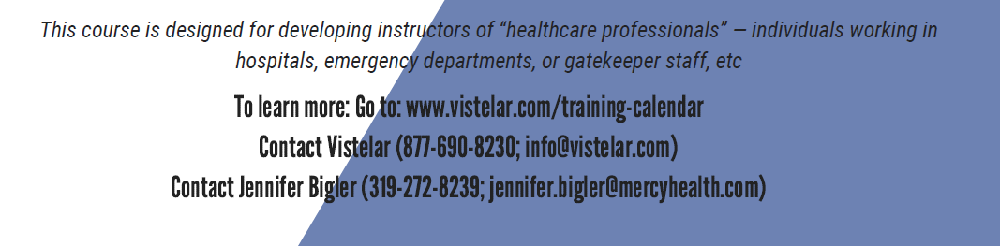 This course is designed for developing instructors of “healthcare professionals” – individuals working in
hospitals, emergency departments, or gatekeeper staff, etc
To learn more: Go to: www.vistelar.com/training-calendar
Contact Vistelar (877-690-8230; info@vistelar.com)
Contact Jennifer Bigler (319-272-8239; jennifer.bigler@mercyhealth.com)